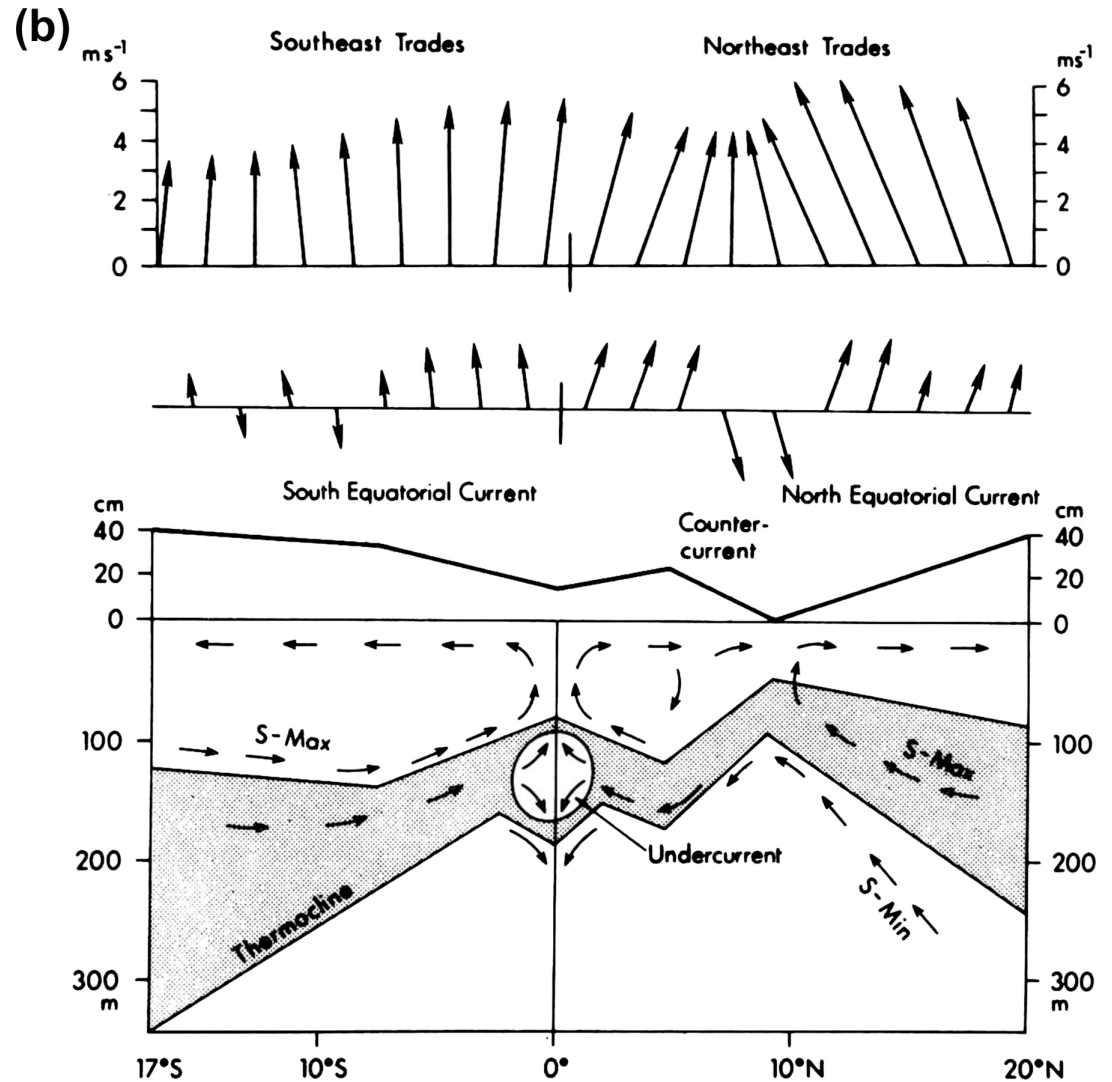 (b)
Southeast Trades
Northeast Trades
ms⁻¹
ms⁻¹
6
4
2
0
6
4
2
0
South Equatorial Current
North Equatorial Current
Counter-
current
cm
40
20
0
cm
40
20
0
S-Max
S-Max
100
200
300
m
100
200
300
m
Undercurrent
S-Min
Thermocline
17°S
10°S
0°
10°N
20°N